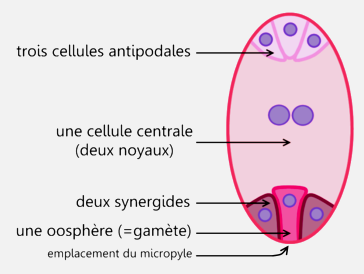 trois cellules antipodales
une cellule centrale
(deux noyaux)
deux synergides
une oosphère (=gamète)
emplacement du micropyle